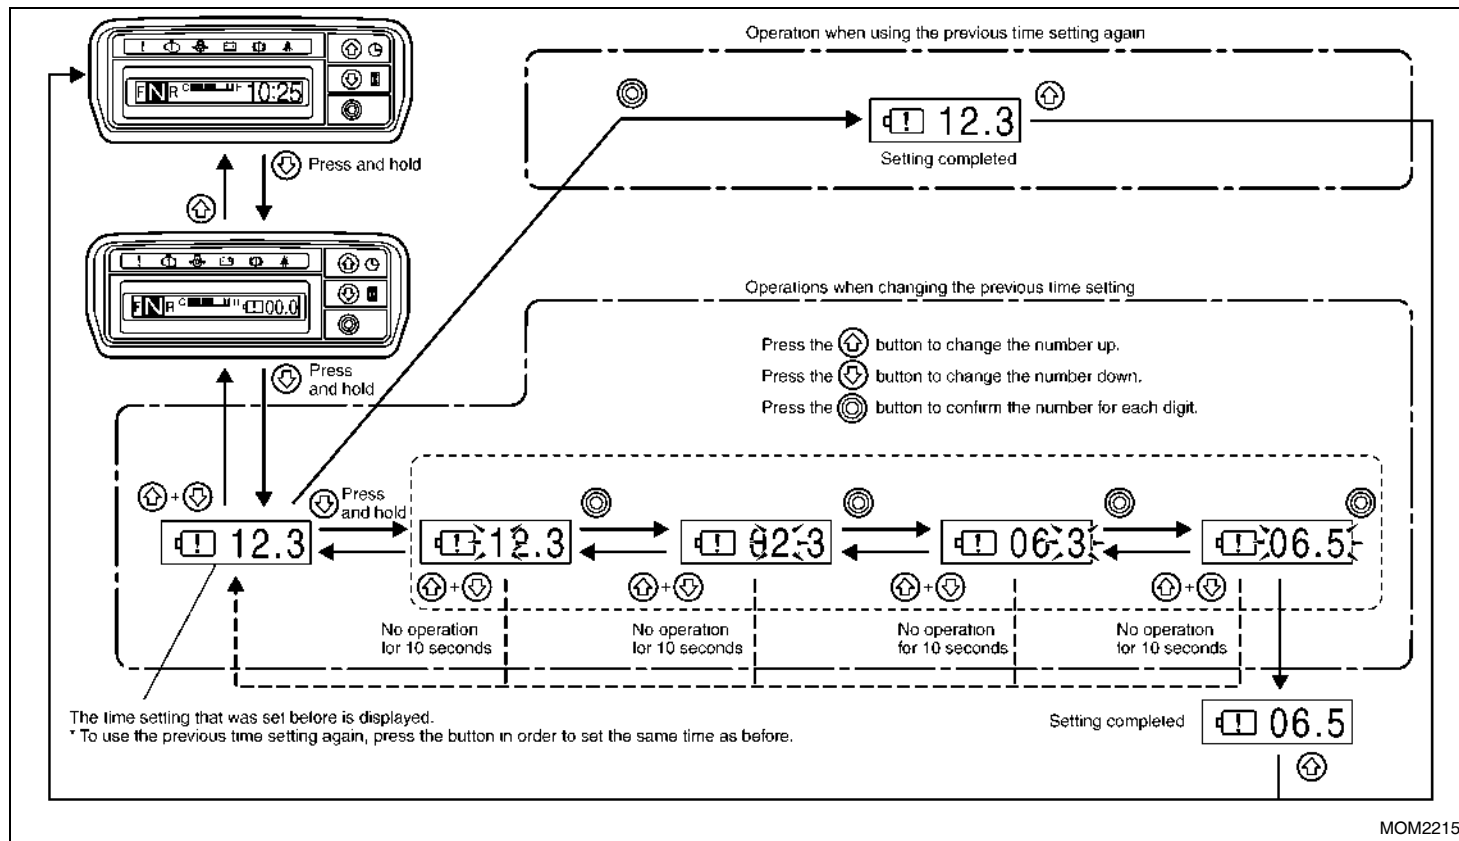 Operation when using the previous time setting again
F N R C H 10:25
Press and hold
12.3
Setting completed
F N R C H 00.0
Operations when changing the previous time setting
Press the button to change the number up.
Press the button to change the number down.
Press the button to confirm the number for each digit.
Press
and hold
+
Press
and hold
! 12.3
! 12.3
! 02.3
! 06.3
! 06.5
+
+
+
+
No operation
for 10 seconds
No operation
for 10 seconds
No operation
for 10 seconds
No operation
for 10 seconds
The time setting that was set before is displayed.
* To use the previous time setting again, press the button in order to set the same time as before.
Setting completed
! 06.5
MOM2215